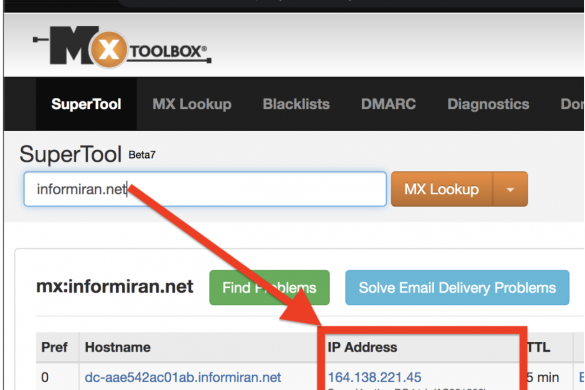 MX TOOLBOX®
SuperTool MX Lookup Blacklists DMARC Diagnostics
SuperTool Beta7
informiran.net MX Lookup
mx:informiran.net Find Problems Solve Email Delivery Problems
Pref Hostname IP Address TTL
0 dc-aae542ac01ab.informiran.net 164.138.221.45 5 min